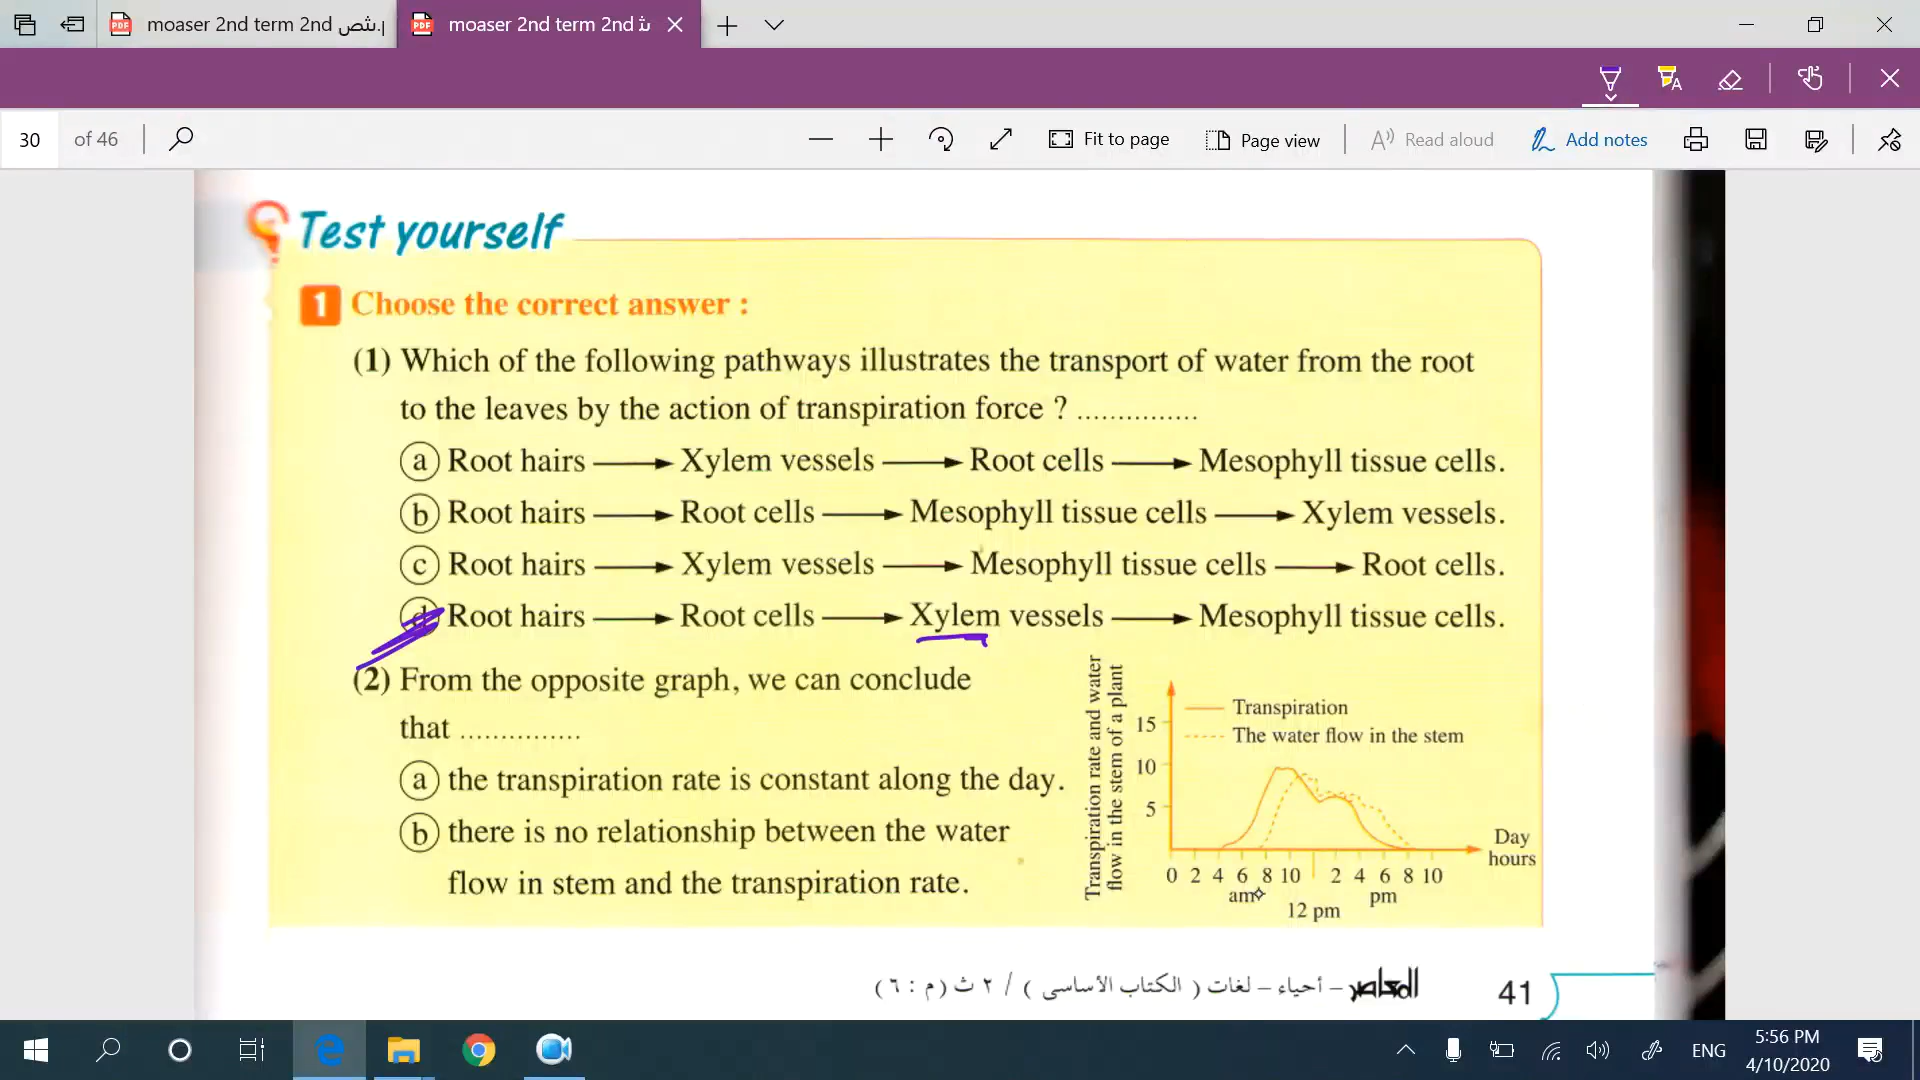 moaser 2nd term 2nd ثص.
moaser 2nd term 2nd ث
30 of 46
Fit to page
Page view
Read aloud
Add notes
Test yourself
1 Choose the correct answer :
(1) Which of the following pathways illustrates the transport of water from the root
to the leaves by the action of transpiration force ? ...............
a Root hairs → Xylem vessels → Root cells → Mesophyll tissue cells.
b Root hairs → Root cells → Mesophyll tissue cells → Xylem vessels.
c Root hairs → Xylem vessels → Mesophyll tissue cells → Root cells.
d Root hairs → Root cells → Xylem vessels → Mesophyll tissue cells.
(2) From the opposite graph, we can conclude
that ...............
a the transpiration rate is constant along the day.
b there is no relationship between the water
flow in stem and the transpiration rate.
Transpiration rate and water
flow in the stem of a plant
Transpiration
The water flow in the stem
15
10
5
Day
hours
0 2 4 6 8 10 2 4 6 8 10
am
pm
12 pm
المعاصر – أحياء – لغات ( الكتاب الأساسى ) / ٢ ث ( م : ٦ )
41
ENG
5:56 PM
4/10/2020